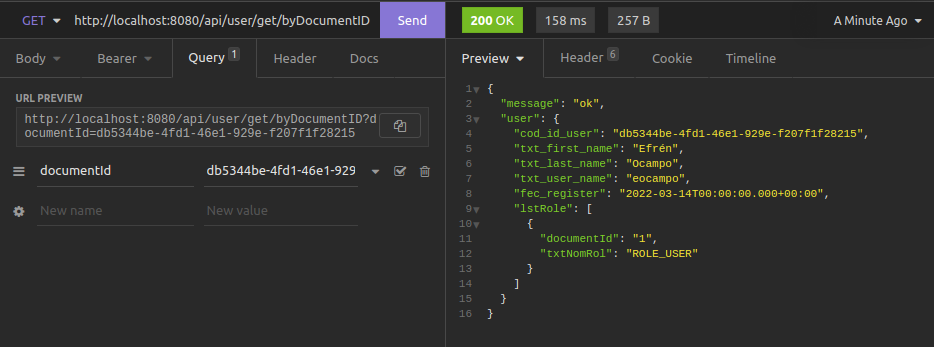 GET http://localhost:8080/api/user/get/byDocumentID Send
Body Bearer Query 1 Header Docs
URL PREVIEW
http://localhost:8080/api/user/get/byDocumentID?d
ocumentId=db5344be-4fd1-46e1-929e-f207f1f28215
documentId db5344be-4fd1-46e1-929
New name New value
200 OK 158 ms 257 B A Minute Ago
Preview Header 6 Cookie Timeline
1 {
2 "message": "ok",
3 "user": {
4 "cod_id_user": "db5344be-4fd1-46e1-929e-f207f1f28215",
5 "txt_first_name": "Efrén",
6 "txt_last_name": "Ocampo",
7 "txt_user_name": "eocampo",
8 "fec_register": "2022-03-14T00:00:00.000+00:00",
9 "lstRole": [
10 {
11 "documentId": "1",
12 "txtNomRol": "ROLE_USER"
13 }
14 ]
15 }
16 }